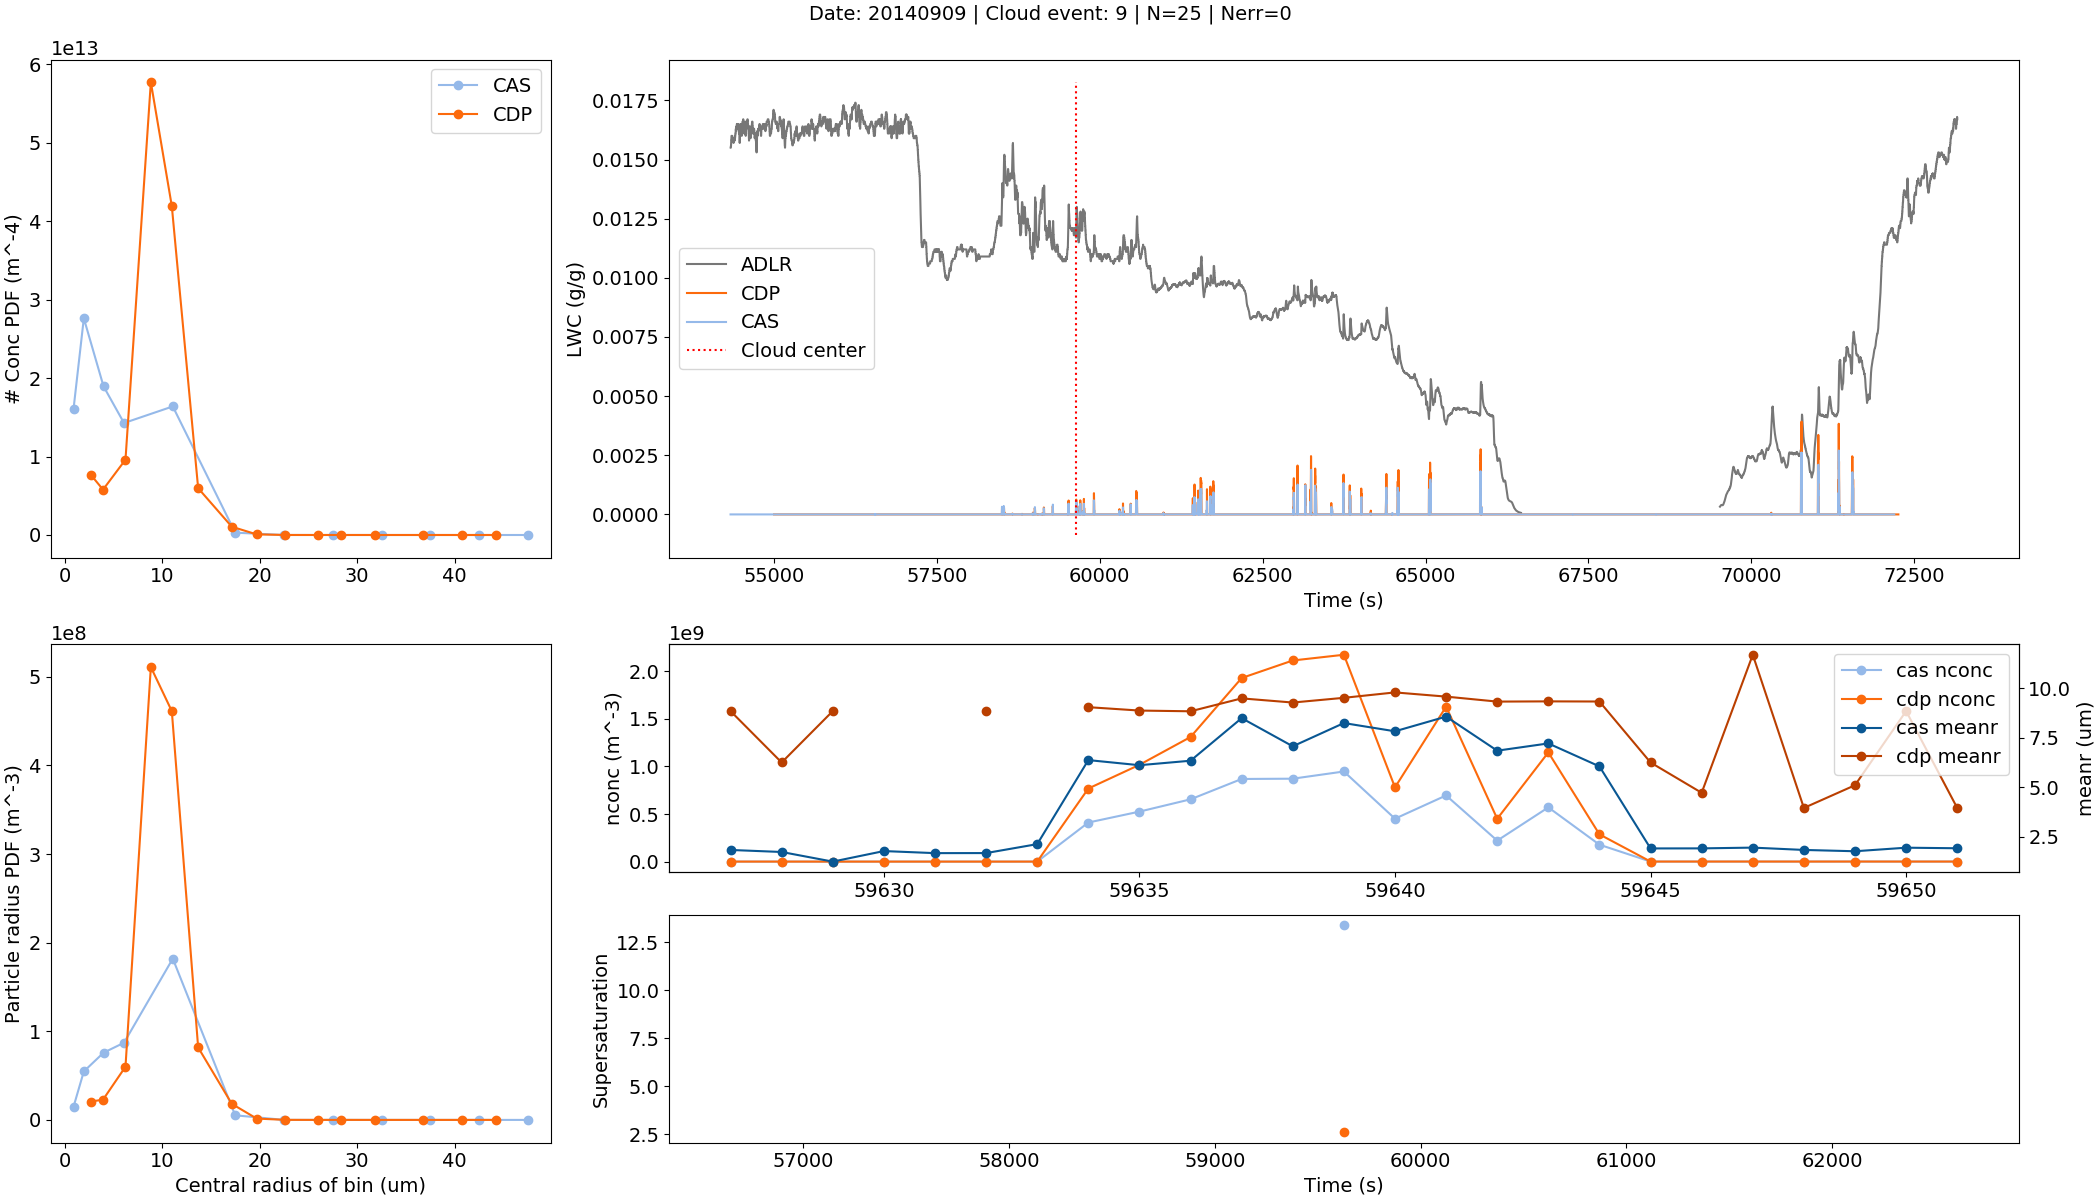 Date: 20140909 | Cloud event: 9 | N=25 | Nerr=0
1e13
# Conc PDF (m^-4)
6
5
4
3
2
1
0
0 10 20 30 40
CAS
CDP
LWC (g/g)
0.0175
0.0150
0.0125
0.0100
0.0075
0.0050
0.0025
0.0000
ADLR
CDP
CAS
Cloud center
55000 57500 60000 62500 65000 67500 70000 72500
Time (s)
1e8
Particle radius PDF (m^-3)
5
4
3
2
1
0
0 10 20 30 40
Central radius of bin (um)
1e9
nconc (m^-3)
2.0
1.5
1.0
0.5
0.0
cas nconc
cdp nconc
cas meanr
cdp meanr
10.0
7.5
5.0
2.5
meanr (um)
59630 59635 59640 59645 59650
Supersaturation
12.5
10.0
7.5
5.0
2.5
57000 58000 59000 60000 61000 62000
Time (s)